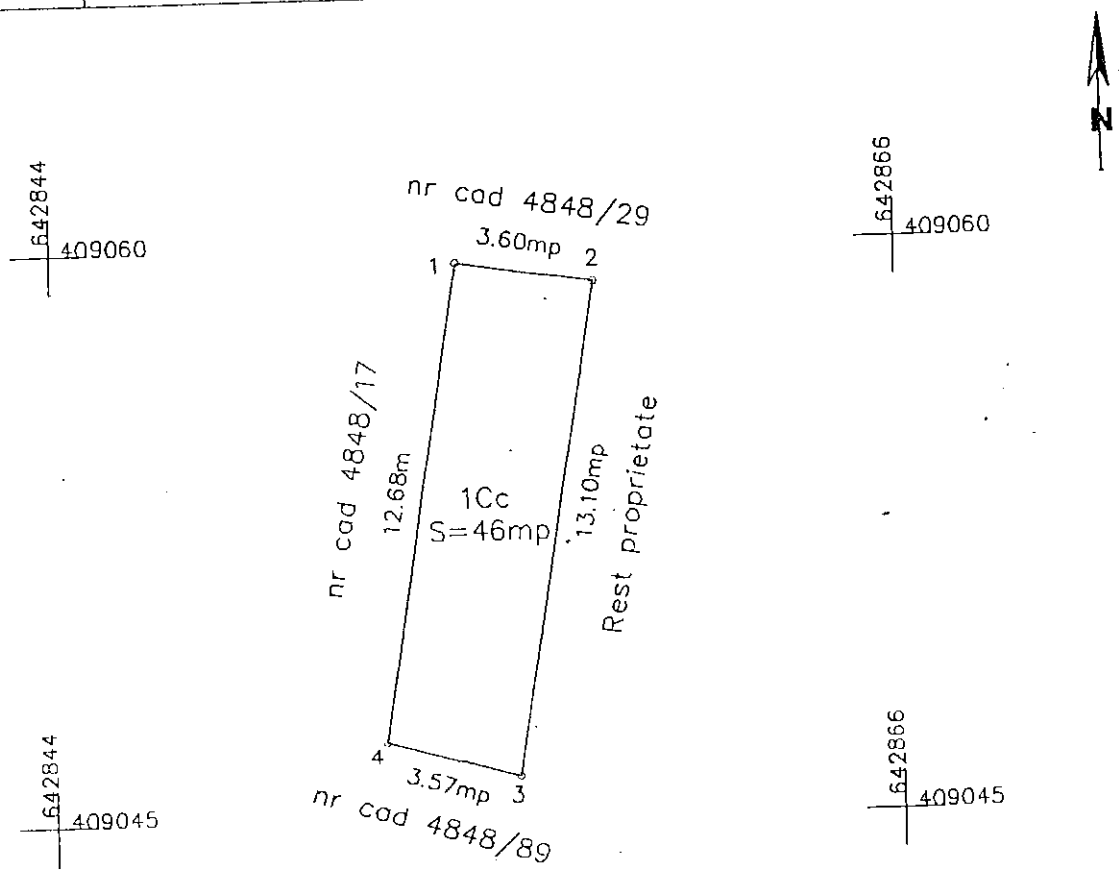 N
642844
409060
642866
409060
nr cad 4848/29
3.60mp
1
2
nr cad 4848/17
12.68m
1Cc
S=46mp
13.10mp
Rest proprietate
4
3.57mp
3
nr cad 4848/89
642844
409045
642866
409045